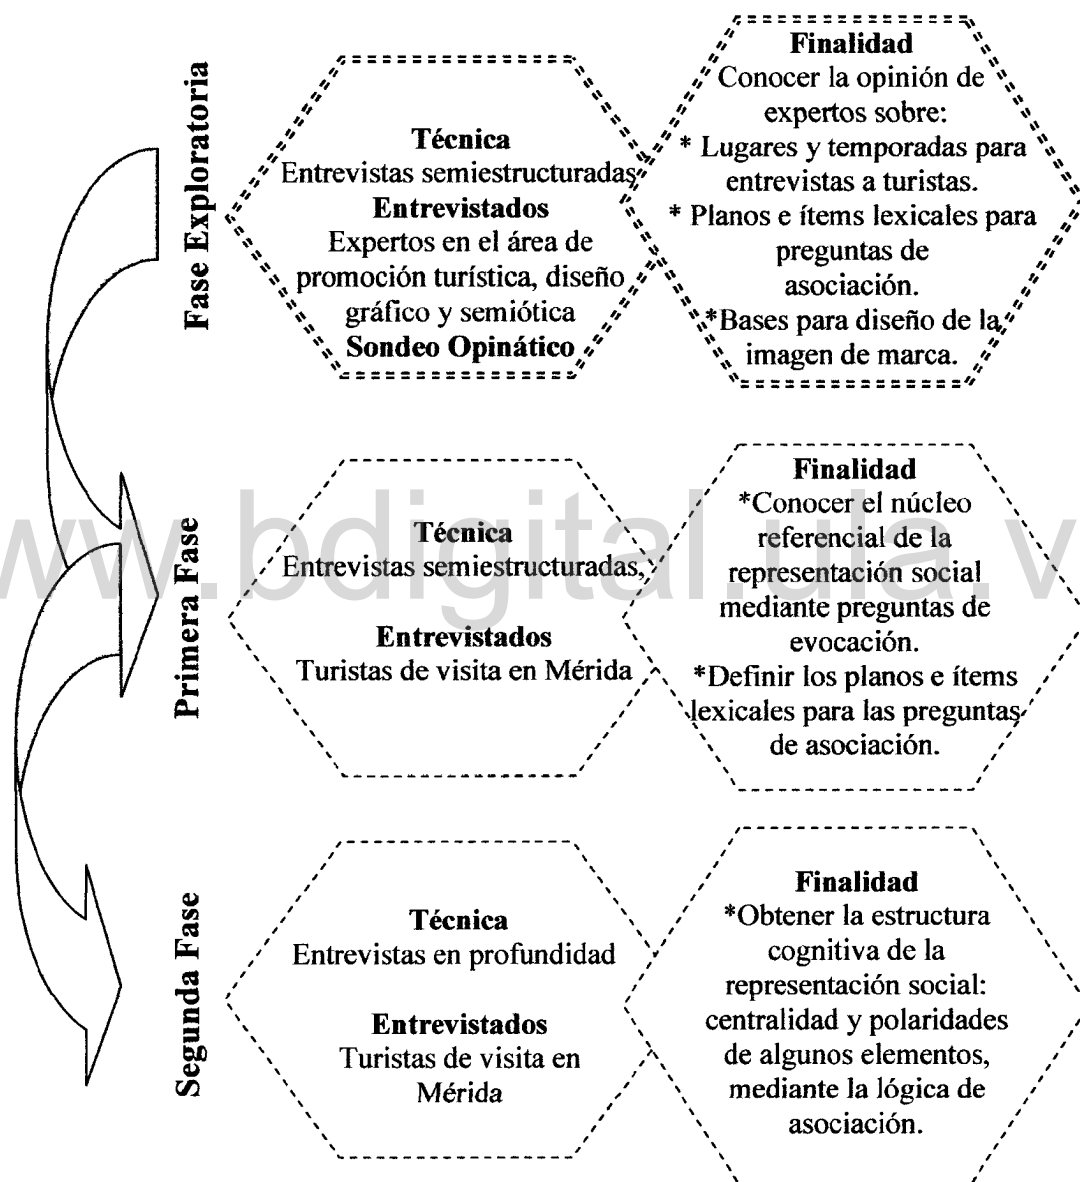 Fase Exploratoria
Técnica
Entrevistas semiestructuradas
Entrevistados
Expertos en el área de
promoción turística, diseño
gráfico y semiótica
Sondeo Opinático
Finalidad
Conocer la opinión de
expertos sobre:
* Lugares y temporadas para
entrevistas a turistas.
* Planos e ítems lexicales para
preguntas de
asociación.
*Bases para diseño de la
imagen de marca.
Primera Fase
Técnica
Entrevistas semiestructuradas,
Entrevistados
Turistas de visita en Mérida
Finalidad
*Conocer el núcleo
referencial de la
representación social
mediante preguntas de
evocación.
*Definir los planos e ítems
lexicales para las preguntas
de asociación.
Segunda Fase
Técnica
Entrevistas en profundidad
Entrevistados
Turistas de visita en
Mérida
Finalidad
*Obtener la estructura
cognitiva de la
representación social:
centralidad y polaridades
de algunos elementos,
mediante la lógica de
asociación.
www.bdigital.ula.v